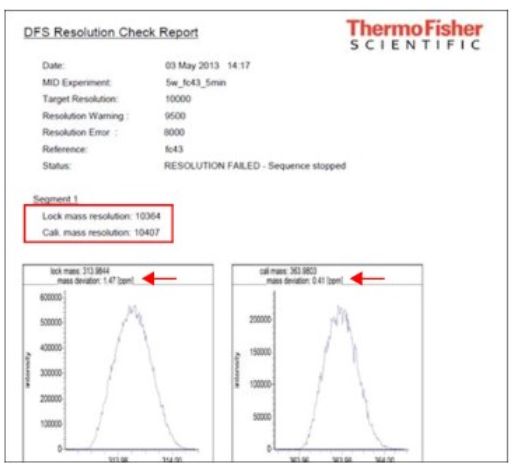 DFS Resolution Check Report
ThermoFisher
SCIENTIFIC
Date: 03 May 2013 14:17
MID Experiment: 5w_fc43_5min
Target Resolution: 10000
Resolution Warning : 9500
Resolution Error : 8000
Reference: fc43
Status: RESOLUTION FAILED - Sequence stopped
Segment 1
Lock mass resolution: 10364
Cali. mass resolution: 10407
lock mass: 313.9844
mass deviation: 1.47 [ppm]
600000
500000
400000
300000
200000
100000
0
intensity
313.98 314.00
cali mass: 363.9803
mass deviation: 0.41 [ppm]
200000
150000
100000
50000
0
intensity
363.96 363.98 364.00